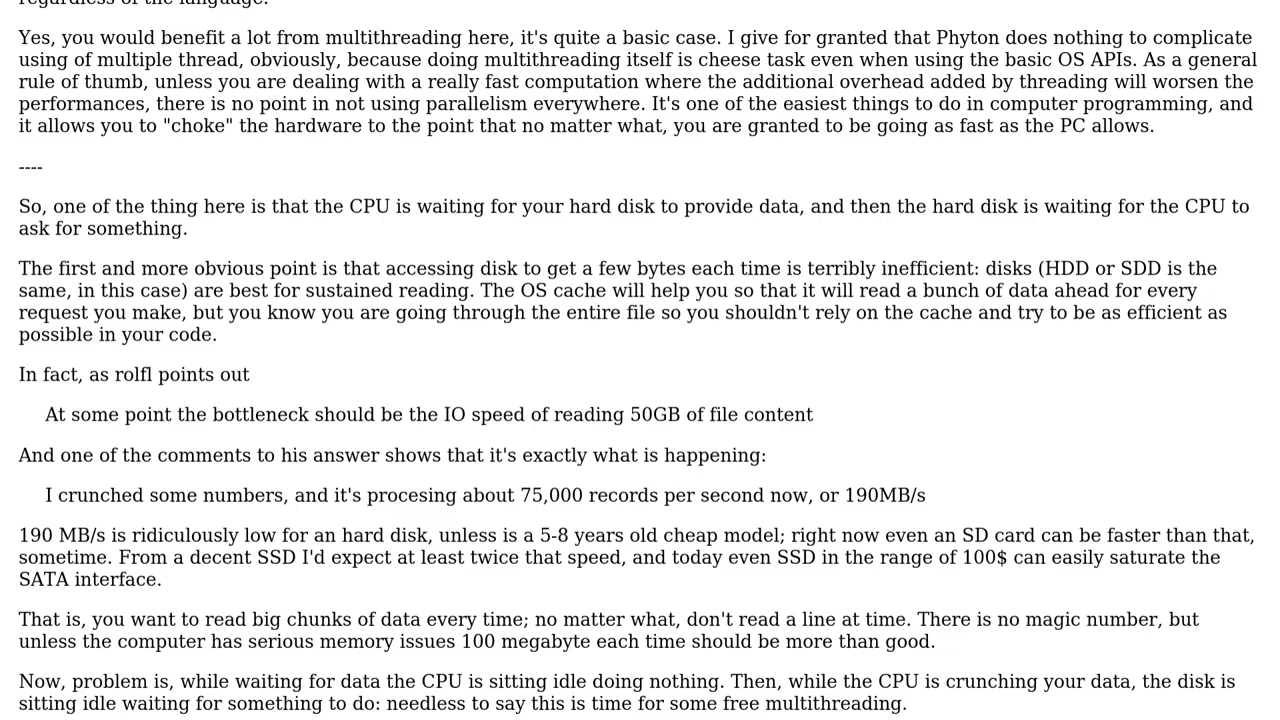 regardless of the language.
Yes, you would benefit a lot from multithreading here, it's quite a basic case. I give for granted that Phyton does nothing to complicate
using of multiple thread, obviously, because doing multithreading itself is cheese task even when using the basic OS APIs. As a general
rule of thumb, unless you are dealing with a really fast computation where the additional overhead added by threading will worsen the
performances, there is no point in not using parallelism everywhere. It's one of the easiest things to do in computer programming, and
it allows you to "choke" the hardware to the point that no matter what, you are granted to be going as fast as the PC allows.
----
So, one of the thing here is that the CPU is waiting for your hard disk to provide data, and then the hard disk is waiting for the CPU to
ask for something.
The first and more obvious point is that accessing disk to get a few bytes each time is terribly inefficient: disks (HDD or SDD is the
same, in this case) are best for sustained reading. The OS cache will help you so that it will read a bunch of data ahead for every
request you make, but you know you are going through the entire file so you shouldn't rely on the cache and try to be as efficient as
possible in your code.
In fact, as rolfl points out
At some point the bottleneck should be the IO speed of reading 50GB of file content
And one of the comments to his answer shows that it's exactly what is happening:
I crunched some numbers, and it's procesing about 75,000 records per second now, or 190MB/s
190 MB/s is ridiculously low for an hard disk, unless is a 5-8 years old cheap model; right now even an SD card can be faster than that,
sometime. From a decent SSD I'd expect at least twice that speed, and today even SSD in the range of 100$ can easily saturate the
SATA interface.
That is, you want to read big chunks of data every time; no matter what, don't read a line at time. There is no magic number, but
unless the computer has serious memory issues 100 megabyte each time should be more than good.
Now, problem is, while waiting for data the CPU is sitting idle doing nothing. Then, while the CPU is crunching your data, the disk is
sitting idle waiting for something to do: needless to say this is time for some free multithreading.